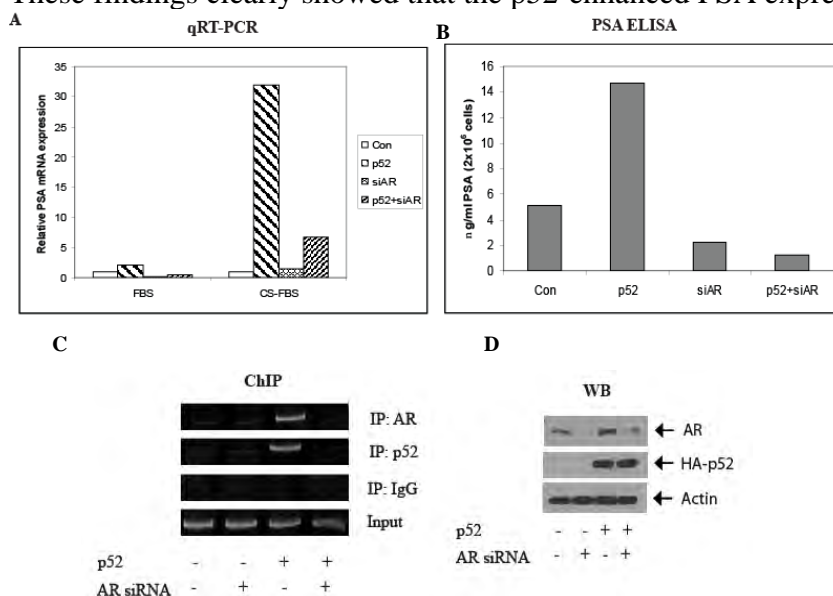 These findings clearly showed that the p52 enhanced PSA expre
A
qRT-PCR
Relative PSA mRNA expression
35
30
25
20
15
10
5
0
FBS
CS-FBS
Con
p52
siAR
p52+siAR
B
PSA ELISA
n g/ml PSA (2x10⁶ cells)
16
14
12
10
8
6
4
2
0
Con
p52
siAR
p52+siAR
C
ChIP
IP: AR
IP: p52
IP: IgG
Input
p52 - - + +
AR siRNA - + - +
D
WB
AR
HA-p52
Actin
p52 - - + +
AR siRNA - + - +